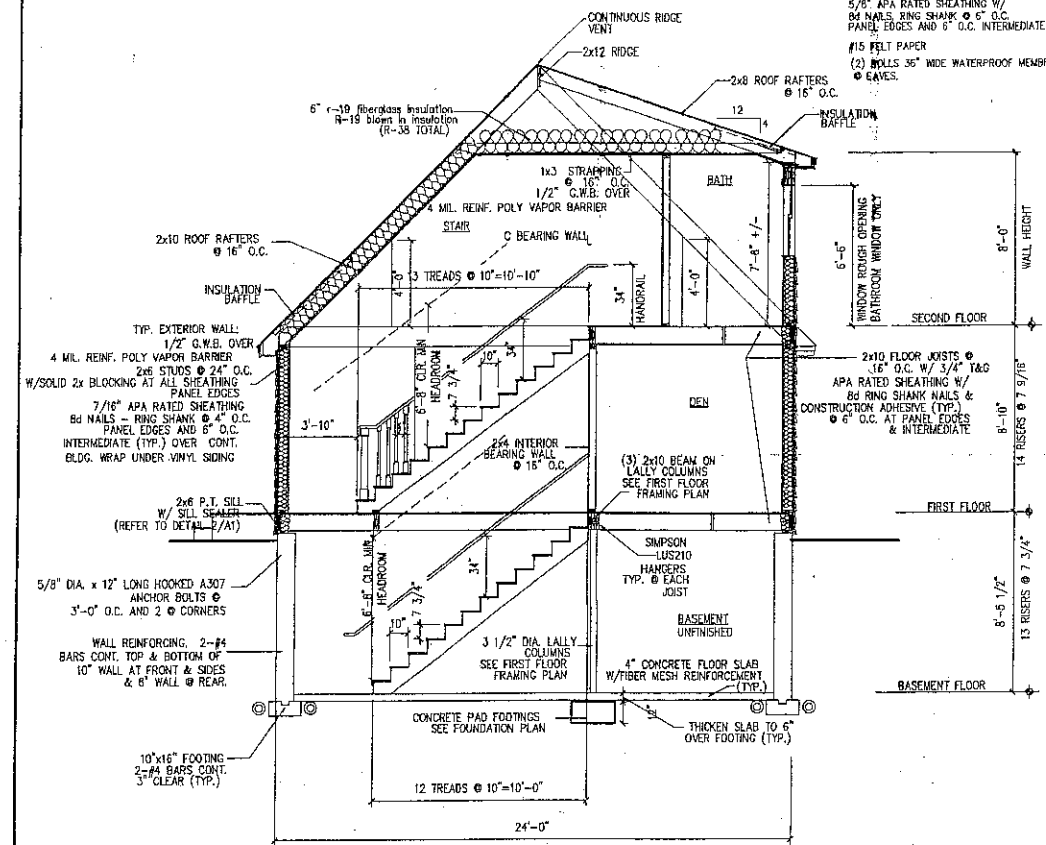 5/8" APA RATED SHEATHING W/
8d NAILS, RING SHANK @ 6" O.C.
PANEL EDGES AND 6" O.C. INTERMEDIATE
#15 FELT PAPER
(2) ROLLS 36" WIDE WATERPROOF MEMB
@ EAVES.
CONTINUOUS RIDGE
VENT
2x12 RIDGE
2x8 ROOF RAFTERS
@ 16" O.C.
12
4
INSULATION
BAFFLE
6" r-19 fiberglass insulation
R-19 blown in insulation
(R-38 TOTAL)
1x3 STRAPPING
@ 16" O.C.
1/2" G.W.B. OVER
4 MIL. REINF. POLY VAPOR BARRIER
BATH
STAIR
C BEARING WALL
2x10 ROOF RAFTERS
@ 16" O.C.
INSULATION
BAFFLE
13 TREADS @ 10"=10'-10"
4'-0"
34"
HANDRAIL
4'-0"
7'-8" +/-
6'-6"
WINDOW ROUGH OPENING
BATHROOM WINDOW ONLY
8'-0"
WALL HEIGHT
SECOND FLOOR
TYP. EXTERIOR WALL:
1/2" G.W.B. OVER
4 MIL. REINF. POLY VAPOR BARRIER
2x6 STUDS @ 24" O.C.
W/SOLID 2x BLOCKING AT ALL SHEATHING
PANEL EDGES
7/16" APA RATED SHEATHING
8d NAILS - RING SHANK @ 4" O.C.
PANEL EDGES AND 6" O.C.
INTERMEDIATE (TYP.) OVER CONT.
BLDG. WRAP UNDER VINYL SIDING
3'-10"
6'-8" CLR. MIN
HEADROOM
7 3/4"
10"
34"
DEN
2x10 FLOOR JOISTS @
16" O.C. W/ 3/4" T&G
APA RATED SHEATHING W/
8d RING SHANK NAILS &
CONSTRUCTION ADHESIVE (TYP.)
@ 6" O.C. AT PANEL EDGES
& INTERMEDIATE
8'-10"
14 RISERS @ 7 9/16"
2x4 INTERIOR
BEARING WALL
@ 16" O.C.
(3) 2x10 BEAM ON
LALLY COLUMNS
SEE FIRST FLOOR
FRAMING PLAN
2x6 P.T. SILL
W/ SILL SEALER
(REFER TO DETAIL 2/A1)
FIRST FLOOR
5/8" DIA. x 12" LONG HOOKED A307
ANCHOR BOLTS @
3'-0" O.C. AND 2 @ CORNERS
6'-8" CLR. MIN
HEADROOM
34"
7 3/4"
10"
SIMPSON
LUS210
HANGERS
TYP. @ EACH
JOIST
BASEMENT
UNFINISHED
8'-5 1/2"
13 RISERS @ 7 3/4"
WALL REINFORCING. 2-#4
BARS CONT. TOP & BOTTOM OF
10" WALL AT FRONT & SIDES
& 8" WALL @ REAR.
3 1/2" DIA. LALLY
COLUMNS
SEE FIRST FLOOR
FRAMING PLAN
4" CONCRETE FLOOR SLAB
W/FIBER MESH REINFORCEMENT
(TYP.)
BASEMENT FLOOR
CONCRETE PAD FOOTINGS
SEE FOUNDATION PLAN
12"
THICKEN SLAB TO 6"
OVER FOOTING (TYP.)
10"x16" FOOTING
2-#4 BARS CONT.
3" CLEAR (TYP.)
12 TREADS @ 10"=10'-0"
24'-0"